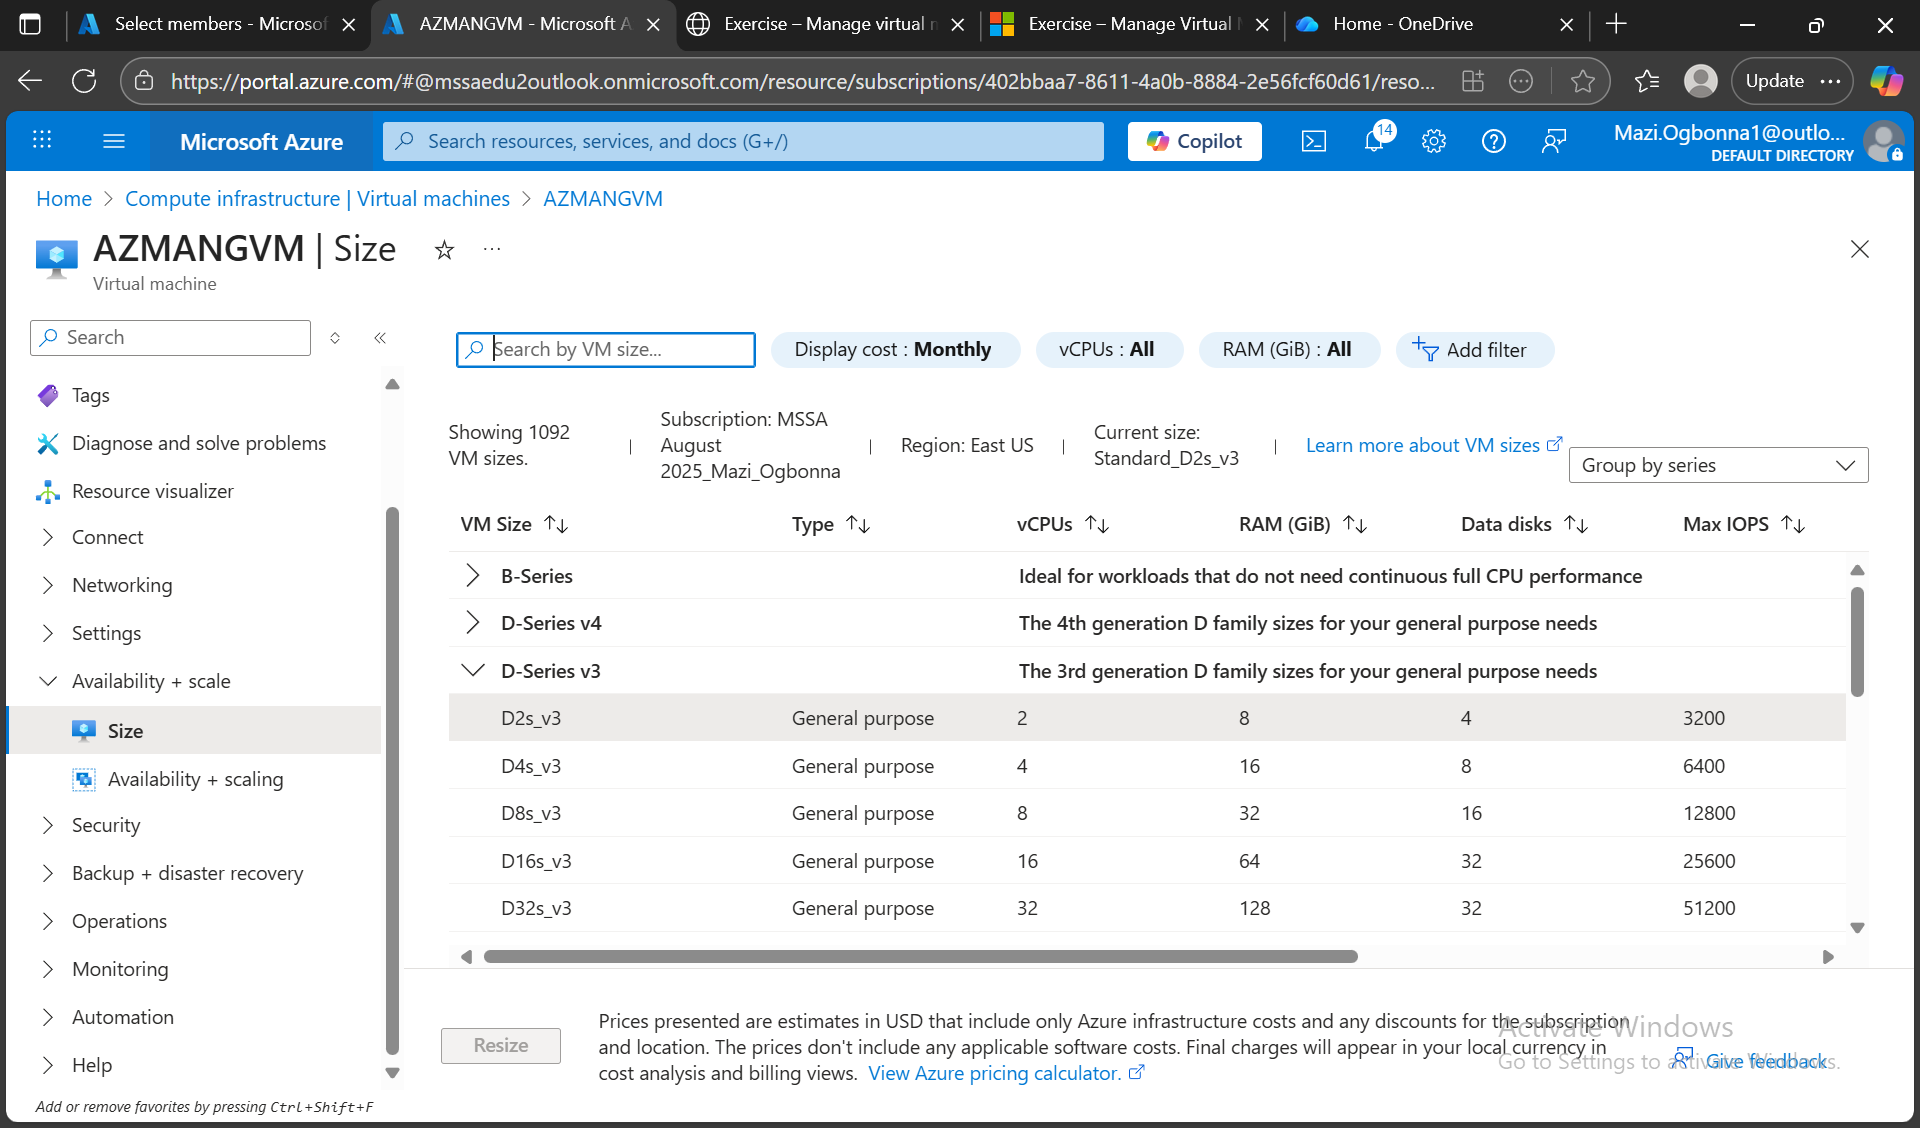 Select members - Microsof
AZMANGVM - Microsoft A
Exercise – Manage virtual n
Exercise – Manage Virtual
Home - OneDrive
https://portal.azure.com/#@mssaedu2outlook.onmicrosoft.com/resource/subscriptions/402bbaa7-8611-4a0b-8884-2e56fcf60d61/reso...
Update
Microsoft Azure
Search resources, services, and docs (G+/)
Copilot
14
Mazi.Ogbonna1@outlo...
DEFAULT DIRECTORY
Home > Compute infrastructure | Virtual machines > AZMANGVM
AZMANGVM | Size
Virtual machine
Search
Tags
Diagnose and solve problems
Resource visualizer
Connect
Networking
Settings
Availability + scale
Size
Availability + scaling
Security
Backup + disaster recovery
Operations
Monitoring
Automation
Help
Add or remove favorites by pressing Ctrl+Shift+F
Search by VM size...
Display cost : Monthly
vCPUs : All
RAM (GiB) : All
Add filter
Showing 1092
VM sizes.
Subscription: MSSA
August
2025_Mazi_Ogbonna
Region: East US
Current size:
Standard_D2s_v3
Learn more about VM sizes
Group by series
VM Size Type vCPUs RAM (GiB) Data disks Max IOPS
B-Series Ideal for workloads that do not need continuous full CPU performance
D-Series v4 The 4th generation D family sizes for your general purpose needs
D-Series v3 The 3rd generation D family sizes for your general purpose needs
D2s_v3 General purpose 2 8 4 3200
D4s_v3 General purpose 4 16 8 6400
D8s_v3 General purpose 8 32 16 12800
D16s_v3 General purpose 16 64 32 25600
D32s_v3 General purpose 32 128 32 51200
Resize
Prices presented are estimates in USD that include only Azure infrastructure costs and any discounts for the subscription
and location. The prices don't include any applicable software costs. Final charges will appear in your local currency in
cost analysis and billing views. View Azure pricing calculator.
Give feedback
Activate Windows
Go to Settings to activate Windows.